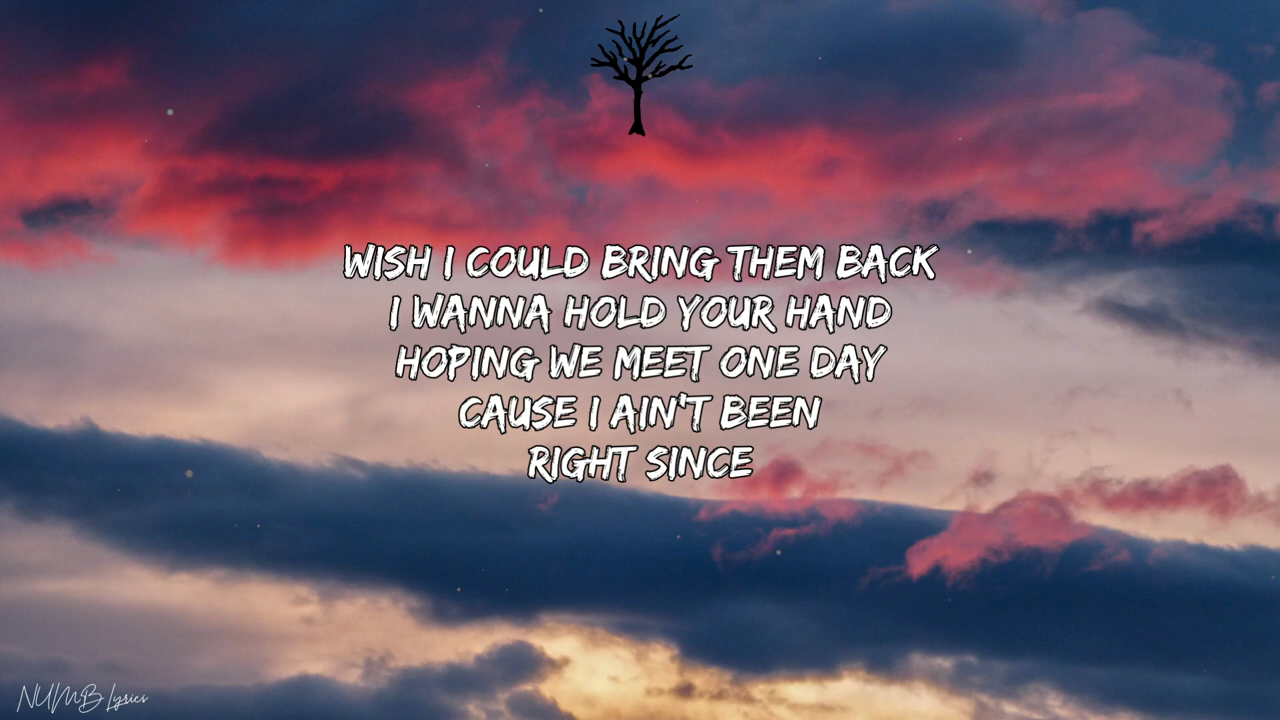 WISH I COULD BRING THEM BACK
I WANNA HOLD YOUR HAND
HOPING WE MEET ONE DAY
CAUSE I AIN'T BEEN
RIGHT SINCE
NUMB Lyrics